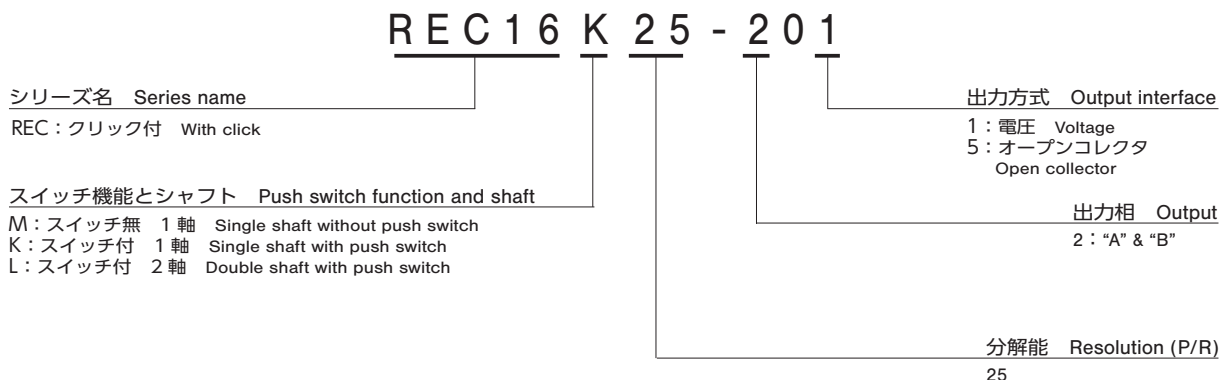 REC16K25-201
シリーズ名 Series name
REC：クリック付 With click
スイッチ機能とシャフト Push switch function and shaft
M：スイッチ無 1軸 Single shaft without push switch
K：スイッチ付 1軸 Single shaft with push switch
L：スイッチ付 2軸 Double shaft with push switch
出力方式 Output interface
1：電圧 Voltage
5：オープンコレクタ
Open collector
出力相 Output
2：“A” & “B”
分解能 Resolution (P/R)
25